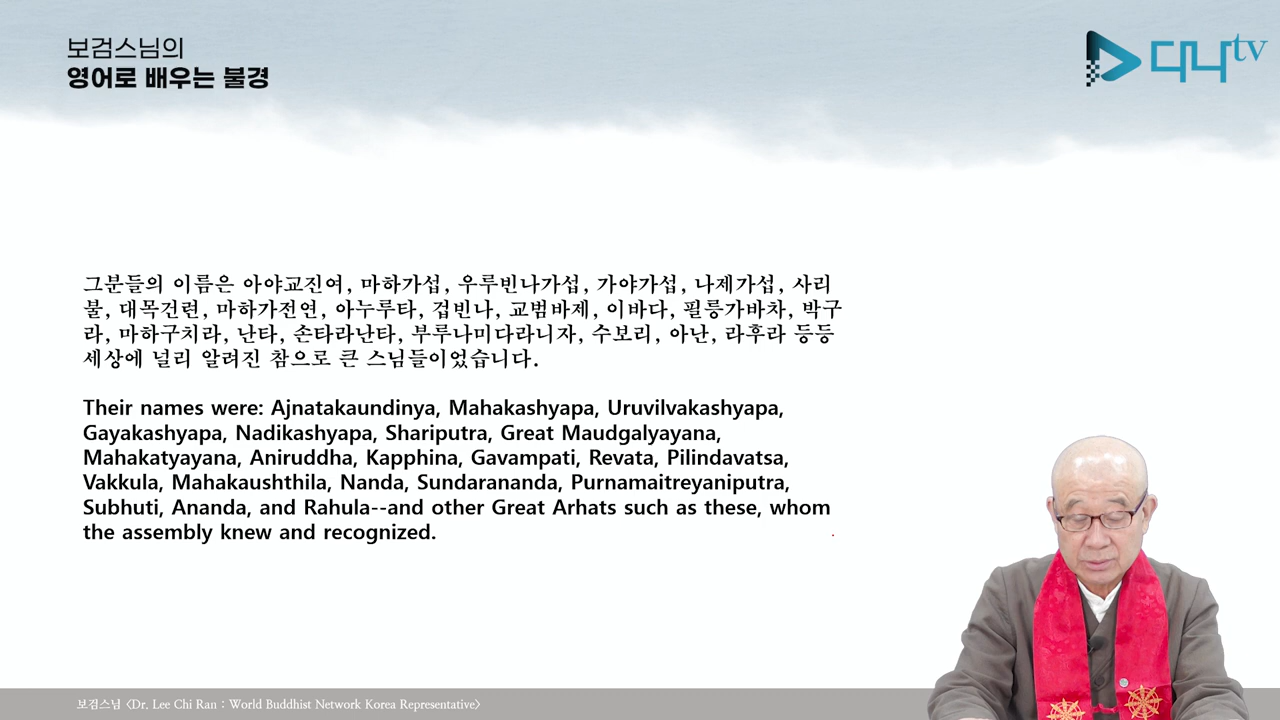 보검스님의
영어로 배우는 불경
디나tv
그분들의 이름은 아야교진여, 마하가섭, 우루빈나가섭, 가야가섭, 나제가섭, 사리
불, 대목건련, 마하가전연, 아누루타, 겁빈나, 교범바제, 이바다, 필릉가바차, 박구
라, 마하구치라, 난타, 손타라난타, 부루나미다라니자, 수보리, 아난, 라후라 등등
세상에 널리 알려진 참으로 큰 스님들이었습니다.
Their names were: Ajnatakaundinya, Mahakashyapa, Uruvilvakashyapa,
Gayakashyapa, Nadikashyapa, Shariputra, Great Maudgalyayana,
Mahakatyayana, Aniruddha, Kapphina, Gavampati, Revata, Pilindavatsa,
Vakkula, Mahakaushthila, Nanda, Sundarananda, Purnamaitreyaniputra,
Subhuti, Ananda, and Rahula--and other Great Arhats such as these, whom
the assembly knew and recognized.
보검스님 <Dr. Lee Chi Ran : World Buddhist Network Korea Representative>